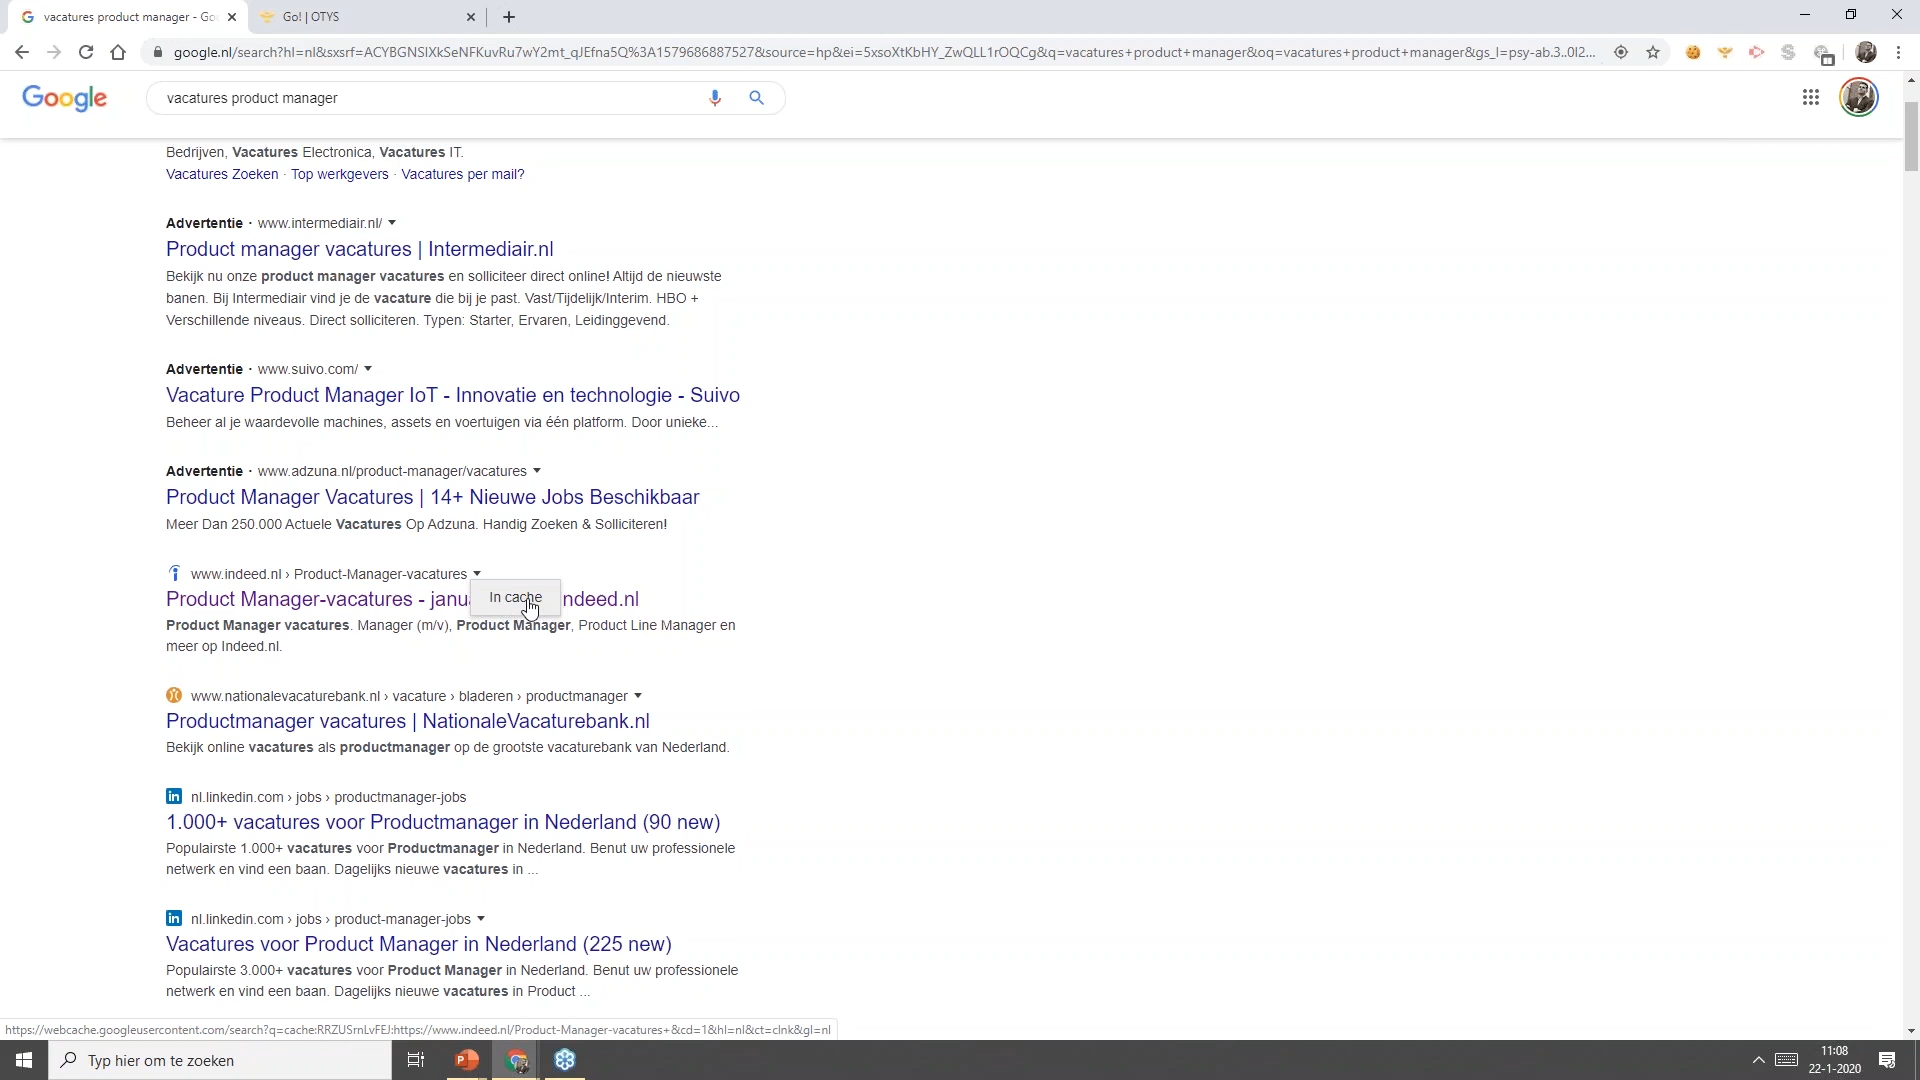 vacatures product manager - Goo
Go! | OTYS
google.nl/search?hl=nl&sxsrf=ACYBGNSIXkSeNFKuvRu7wY2mt_qJEfna5Q%3A1579686887527&source=hp&ei=5xsoXtKbHY_ZwQLL1rOQCg&q=vacatures+product+manager&oq=vacatures+product+manager&gs_l=psy-ab.3..0l2...
Google
vacatures product manager
Bedrijven, Vacatures Electronica, Vacatures IT.
Vacatures Zoeken · Top werkgevers · Vacatures per mail?
Advertentie · www.intermediair.nl/
Product manager vacatures | Intermediair.nl
Bekijk nu onze product manager vacatures en solliciteer direct online! Altijd de nieuwste
banen. Bij Intermediair vind je de vacature die bij je past. Vast/Tijdelijk/Interim. HBO +
Verschillende niveaus. Direct solliciteren. Typen: Starter, Ervaren, Leidinggevend.
Advertentie · www.suivo.com/
Vacature Product Manager IoT - Innovatie en technologie - Suivo
Beheer al je waardevolle machines, assets en voertuigen via één platform. Door unieke...
Advertentie · www.adzuna.nl/product-manager/vacatures
Product Manager Vacatures | 14+ Nieuwe Jobs Beschikbaar
Meer Dan 250.000 Actuele Vacatures Op Adzuna. Handig Zoeken & Solliciteren!
www.indeed.nl › Product-Manager-vacatures
Product Manager-vacatures - janua
In cache
ndeed.nl
Product Manager vacatures. Manager (m/v), Product Manager, Product Line Manager en
meer op Indeed.nl.
www.nationalevacaturebank.nl › vacature › bladeren › productmanager
Productmanager vacatures | NationaleVacaturebank.nl
Bekijk online vacatures als productmanager op de grootste vacaturebank van Nederland.
nl.linkedin.com › jobs › productmanager-jobs
1.000+ vacatures voor Productmanager in Nederland (90 new)
Populairste 1.000+ vacatures voor Productmanager in Nederland. Benut uw professionele
netwerk en vind een baan. Dagelijks nieuwe vacatures in ...
nl.linkedin.com › jobs › product-manager-jobs
Vacatures voor Product Manager in Nederland (225 new)
Populairste 3.000+ vacatures voor Product Manager in Nederland. Benut uw professionele
netwerk en vind een baan. Dagelijks nieuwe vacatures in Product ...
https://webcache.googleusercontent.com/search?q=cache:RRZUSrnLvFEJ:https://www.indeed.nl/Product-Manager-vacatures+&cd=1&hl=nl&ct=clnk&gl=nl
Typ hier om te zoeken
11:08
22-1-2020